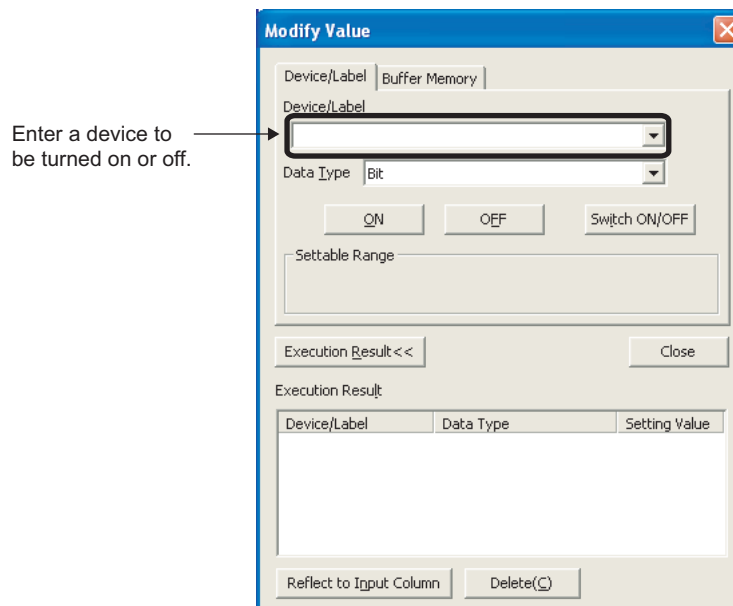 Modify Value
Device/Label Buffer Memory
Device/Label
Enter a device to
be turned on or off.
Data Type Bit
ON OFF Switch ON/OFF
Settable Range
Execution Result<< Close
Execution Result
Device/Label Data Type Setting Value
Reflect to Input Column Delete(C)